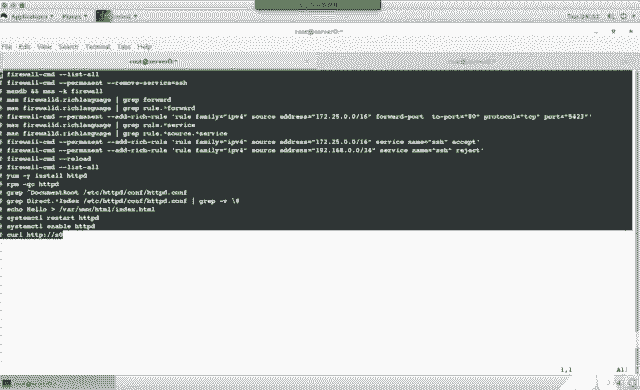 Applications Places Terminal
root@server0:~
File Edit View Search Terminal Tabs Help
root@server0:~
# firewall-cmd --list-all
# firewall-cmd --permanent --remove-service=ssh
# mandb && man -k firewall
# man firewalld.richlanguage | grep forward
# man firewalld.richlanguage | grep rule.*forward
# firewall-cmd --permanent --add-rich-rule 'rule family="ipv4" source address="172.25.0.0/16" forward-port to-port="80" protocol="tcp" port="5423"'
# man firewalld.richlanguage | grep rule.*service
# man firewalld.richlanguage | grep rule.*source.*service
# firewall-cmd --permanent --add-rich-rule 'rule family="ipv4" source address="172.25.0.0/16" service name="ssh" accept'
# firewall-cmd --permanent --add-rich-rule 'rule family="ipv4" source address="192.168.0.0/16" service name="ssh" reject'
# firewall-cmd --reload
# firewall-cmd --list-all
# yum -y install httpd
# rpm -qc httpd
# grep ^DocumentRoot /etc/httpd/conf/httpd.conf
# grep Direct.*Index /etc/httpd/conf/httpd.conf | grep -v \#
# echo Hello > /var/www/html/index.html
# systemctl restart httpd
# systemctl enable httpd
# curl http://s0
1,1 All